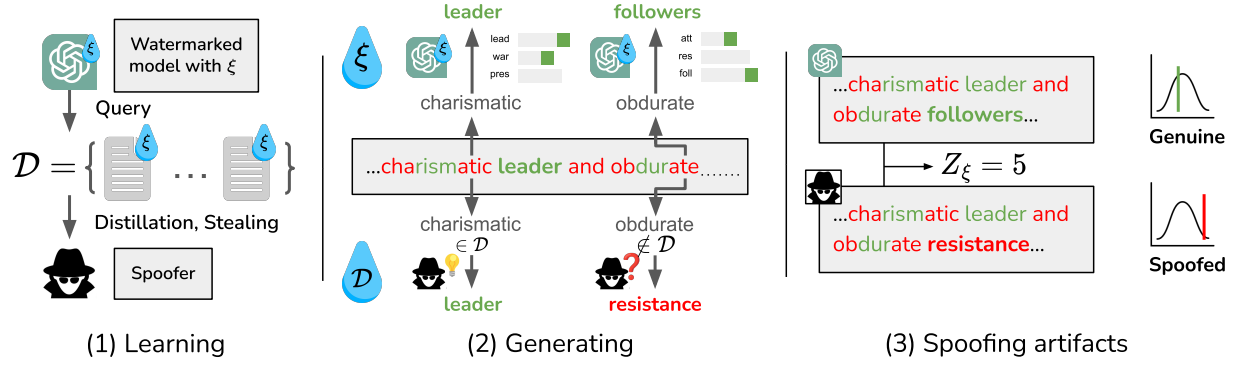 ξ
Watermarked
model with ξ
Query
𝒟 = { ξ ... ξ }
Distillation, Stealing
Spoofer
(1) Learning
leader
followers
ξ
ξ
lead
war
pres
ξ
att
res
foll
charismatic
obdurate
...charismatic leader and obdurate.......
charismatic
obdurate
∈ 𝒟
∉ 𝒟
𝒟
?
leader
resistance
(2) Generating
...charismatic leader and
obdurate followers...
Z_ξ = 5
...charismatic leader and
obdurate resistance...
Genuine
Spoofed
(3) Spoofing artifacts